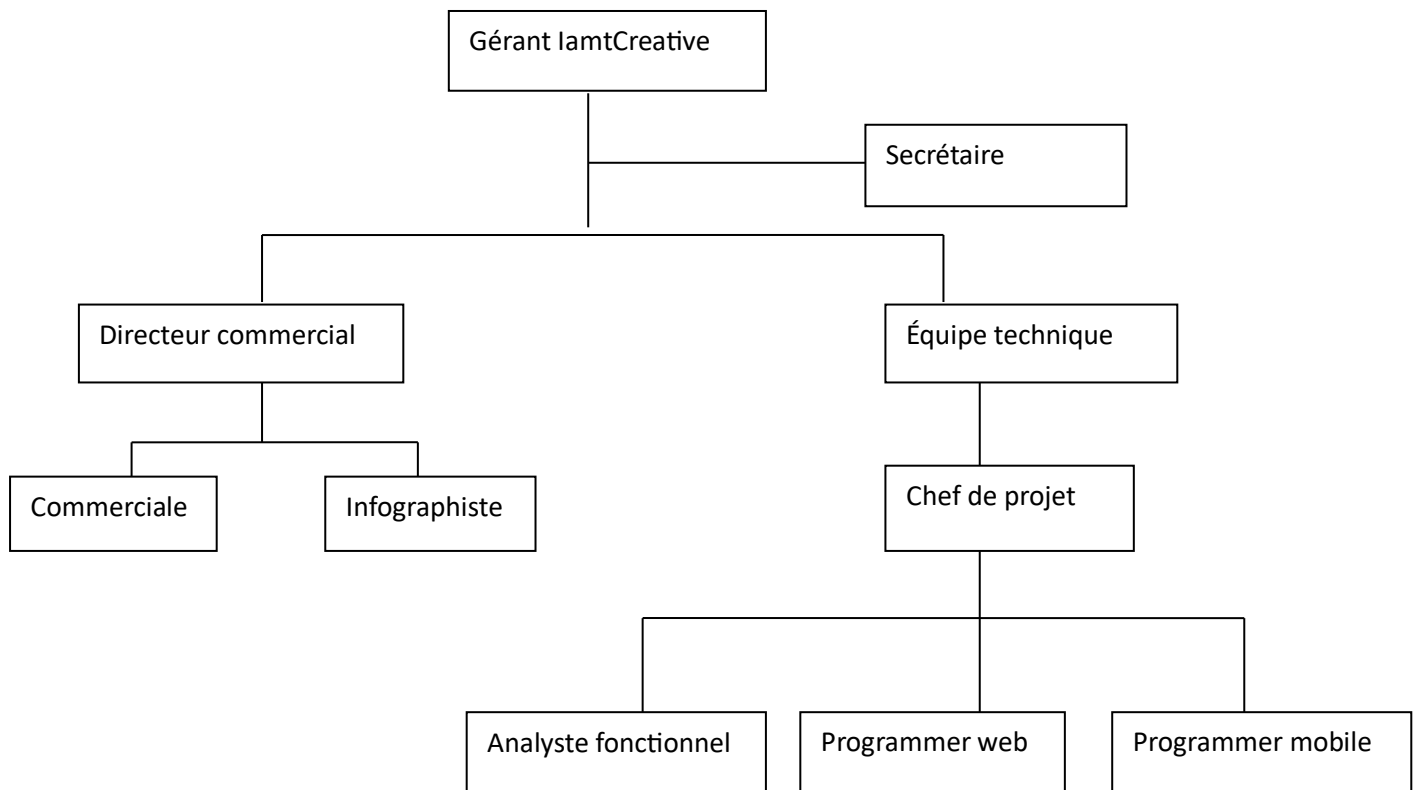 Gérant IamtCreative
Secrétaire
Directeur commercial
Équipe technique
Commerciale
Infographiste
Chef de projet
Analyste fonctionnel
Programmer web
Programmer mobile